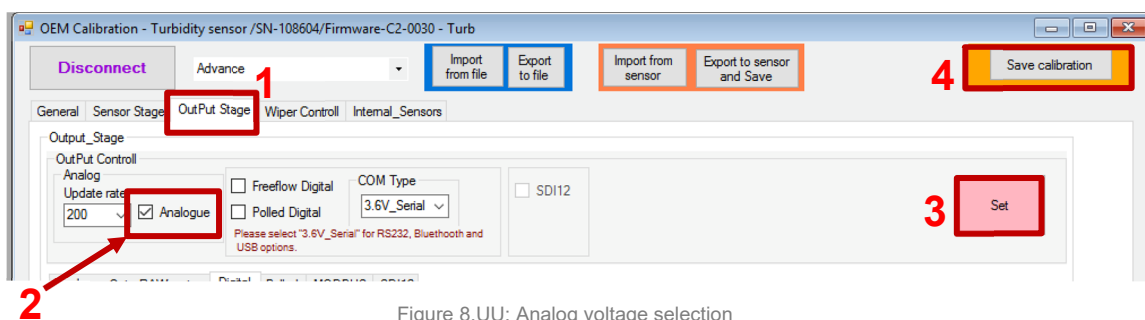 OEM Calibration - Turbidity sensor /SN-108604/Firmware-C2-0030 - Turb
Disconnect
Advance
Import from file
Export to file
Import from sensor
Export to sensor and Save
4
Save calibration
1
General Sensor Stage OutPut Stage Wiper Controll Internal_Sensors
Output_Stage
OutPut Controll
Analog
Update rate
200
Analogue
Freeflow Digital
Polled Digital
COM Type
3.6V_Serial
Please select "3.6V_Serial" for RS232, Bluethooth and
USB options.
SDI12
3
Set
2
Digital
Figure 8.UU: Analog voltage selection